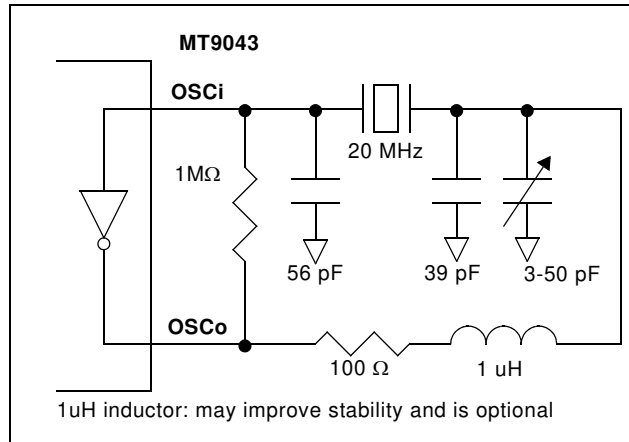 MT9043
OSCi
20 MHz
1MΩ
56 pF
39 pF
3-50 pF
OSCo
100 Ω
1 uH
1uH inductor: may improve stability and is optional